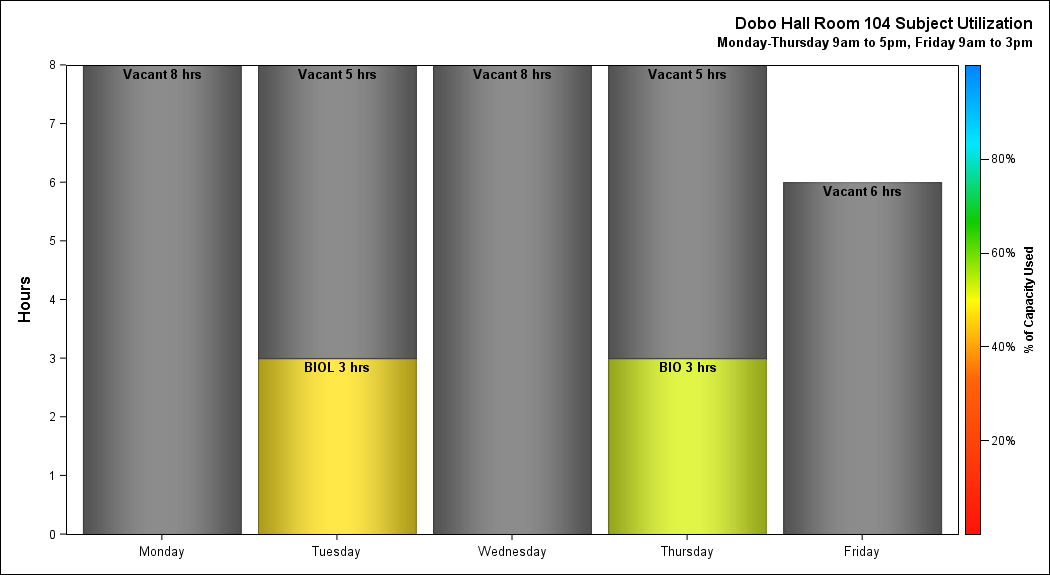 Dobo Hall Room 104 Subject Utilization
Monday-Thursday 9am to 5pm, Friday 9am to 3pm
8
7
6
5
4
3
2
1
0
Hours
Vacant 8 hrs
Vacant 5 hrs
Vacant 8 hrs
Vacant 5 hrs
Vacant 6 hrs
BIOL 3 hrs
BIO 3 hrs
Monday
Tuesday
Wednesday
Thursday
Friday
80%
60%
40%
20%
% of Capacity Used